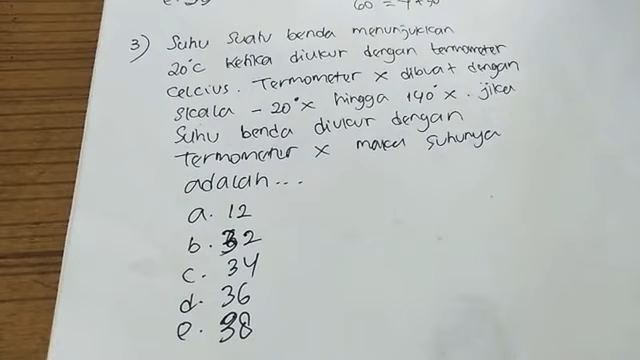 60 = 4+30
3) Suhu suatu benda menunjukkan
20°C ketika diukur dengan termometer
celcius. Termometer x dibuat dengan
skala -20°x hingga 140°x. jika
Suhu benda diukur dengan
Termometer x maka suhunya
adalah...
a. 12
b. 32
c. 34
d. 36
e. 38